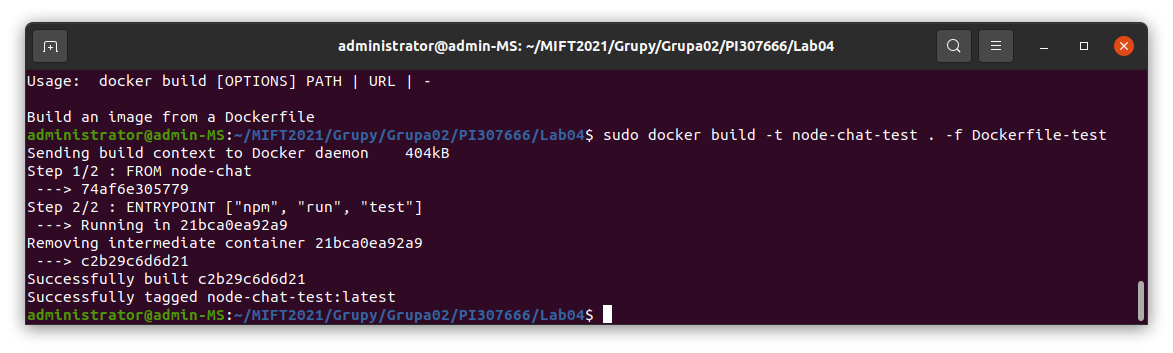 administrator@admin-MS: ~/MIFT2021/Grupy/Grupa02/PI307666/Lab04
Usage:  docker build [OPTIONS] PATH | URL | -
Build an image from a Dockerfile
administrator@admin-MS:~/MIFT2021/Grupy/Grupa02/PI307666/Lab04$ sudo docker build -t node-chat-test . -f Dockerfile-test
Sending build context to Docker daemon    404kB
Step 1/2 : FROM node-chat
 ---> 74af6e305779
Step 2/2 : ENTRYPOINT ["npm", "run", "test"]
 ---> Running in 21bca0ea92a9
Removing intermediate container 21bca0ea92a9
 ---> c2b29c6d6d21
Successfully built c2b29c6d6d21
Successfully tagged node-chat-test:latest
administrator@admin-MS:~/MIFT2021/Grupy/Grupa02/PI307666/Lab04$